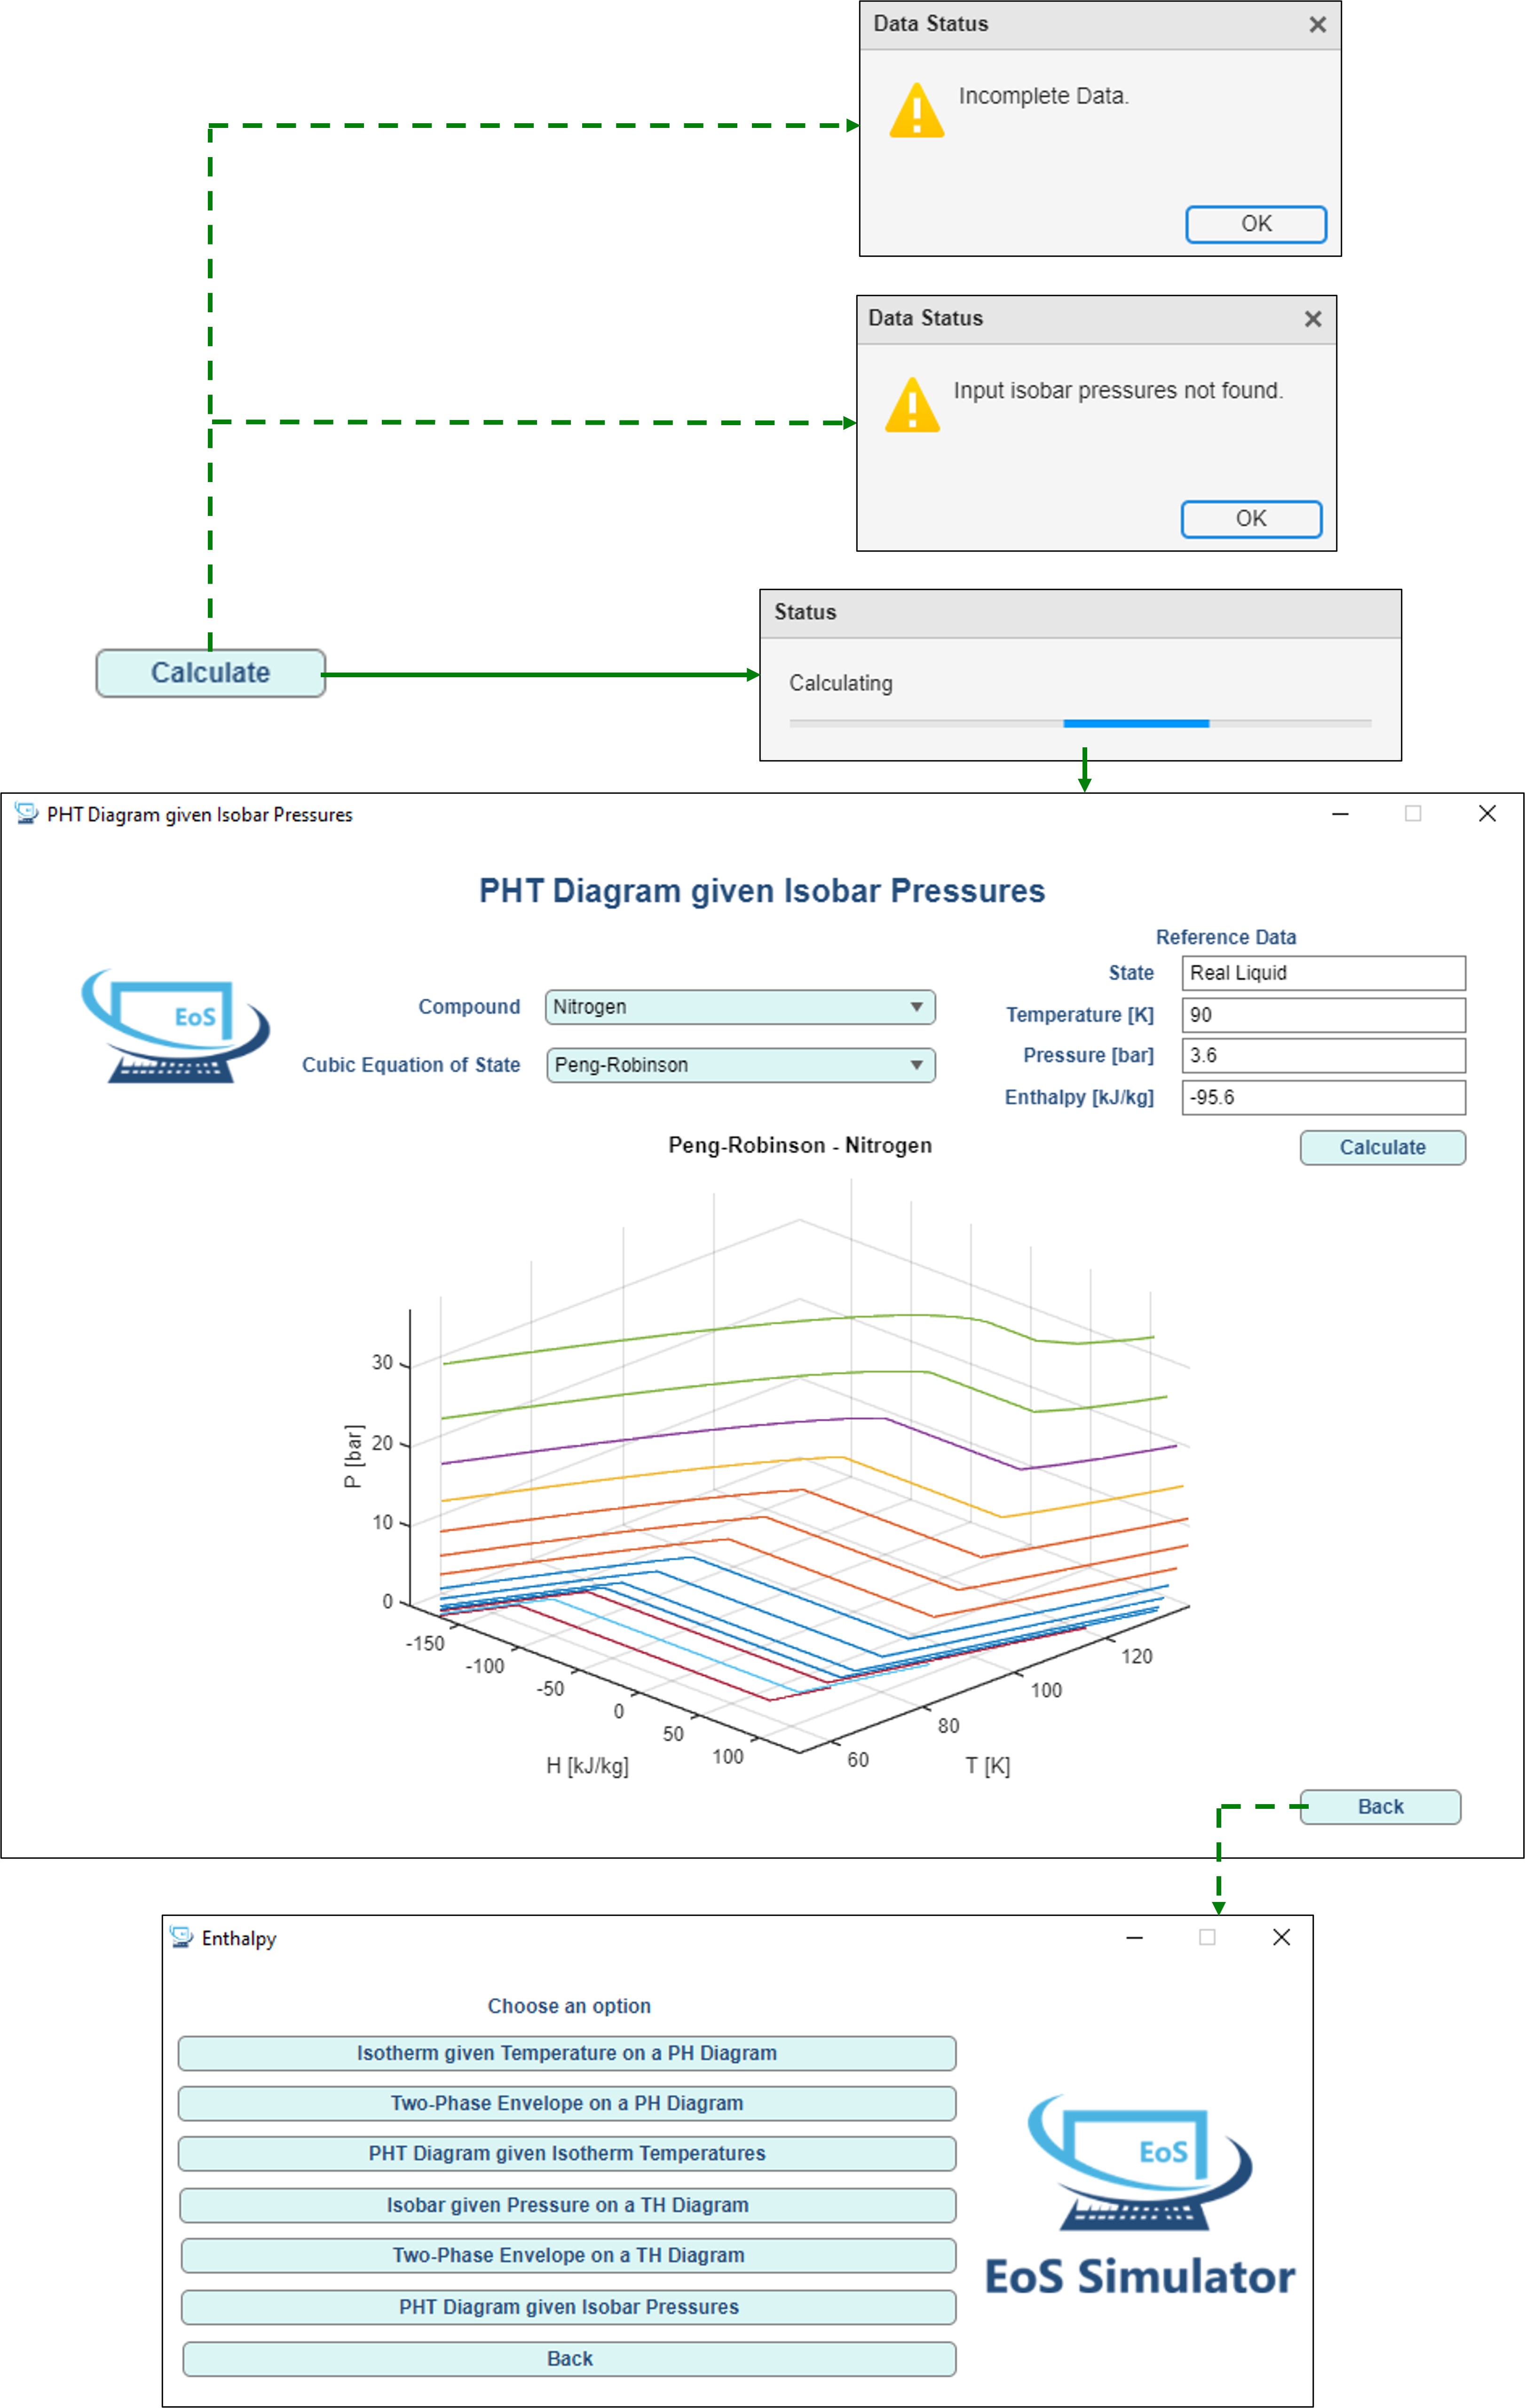 Data Status
Incomplete Data.
OK
Data Status
Input isobar pressures not found.
OK
Status
Calculating
Calculate
PHT Diagram given Isobar Pressures
PHT Diagram given Isobar Pressures
Reference Data
State Real Liquid
EoS
Compound Nitrogen
Temperature [K] 90
Cubic Equation of State Peng-Robinson
Pressure [bar] 3.6
Enthalpy [kJ/kg] -95.6
Peng-Robinson - Nitrogen
Calculate
30
20
10
0
P [bar]
-150
-100
-50
0
50
100
H [kJ/kg]
60
80
100
120
T [K]
Back
Enthalpy
Choose an option
Isotherm given Temperature on a PH Diagram
Two-Phase Envelope on a PH Diagram
PHT Diagram given Isotherm Temperatures
Isobar given Pressure on a TH Diagram
Two-Phase Envelope on a TH Diagram
PHT Diagram given Isobar Pressures
Back
EoS
EoS Simulator